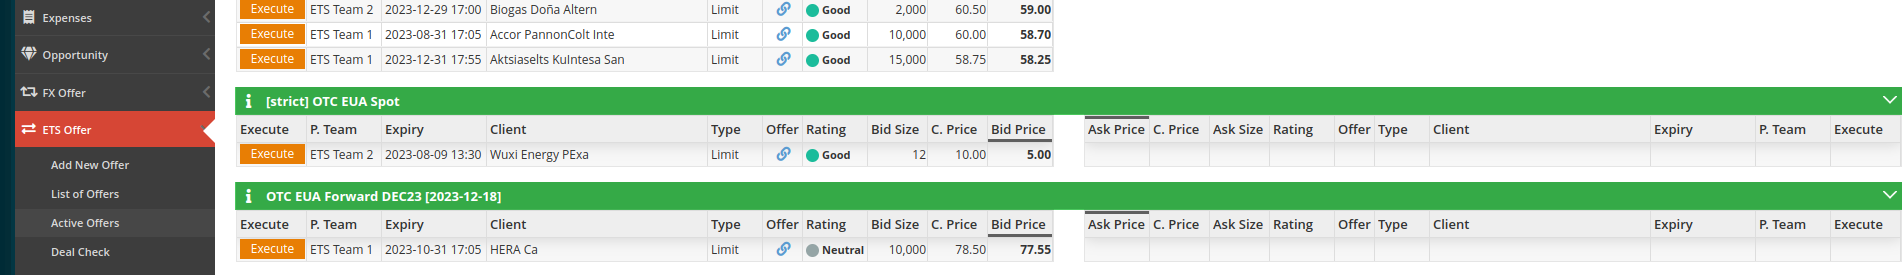 Expenses
Opportunity
FX Offer
ETS Offer
Add New Offer
List of Offers
Active Offers
Deal Check
Execute ETS Team 2 2023-12-29 17:00 Biogas Doña Altern Limit Good 2,000 60.50 59.00
Execute ETS Team 1 2023-08-31 17:05 Accor PannonColt Inte Limit Good 10,000 60.00 58.70
Execute ETS Team 1 2023-12-31 17:55 Aktsiaselts KuIntesa San Limit Good 15,000 58.75 58.25
[strict] OTC EUA Spot
Execute P. Team Expiry Client Type Offer Rating Bid Size C. Price Bid Price Ask Price C. Price Ask Size Rating Offer Type Client Expiry P. Team Execute
Execute ETS Team 2 2023-08-09 13:30 Wuxi Energy PExa Limit Good 12 10.00 5.00
OTC EUA Forward DEC23 [2023-12-18]
Execute P. Team Expiry Client Type Offer Rating Bid Size C. Price Bid Price Ask Price C. Price Ask Size Rating Offer Type Client Expiry P. Team Execute
Execute ETS Team 1 2023-10-31 17:05 HERA Ca Limit Neutral 10,000 78.50 77.55